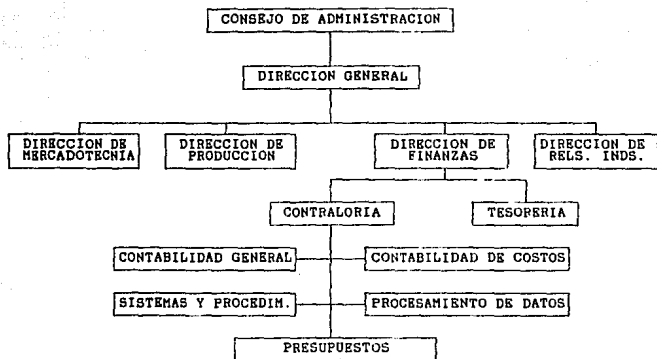 CONSEJO DE ADMINISTRACION
DIRECCION GENERAL
DIRECCION DE
MERCADOTECNIA
DIRECCION DE
PRODUCCION
DIRECCION DE
FINANZAS
DIRECCION DE
RELS. INDS.
CONTRALORIA
TESORERIA
CONTABILIDAD GENERAL
CONTABILIDAD DE COSTOS
SISTEMAS Y PROCEDIM.
PROCESAMIENTO DE DATOS
PRESUPUESTOS